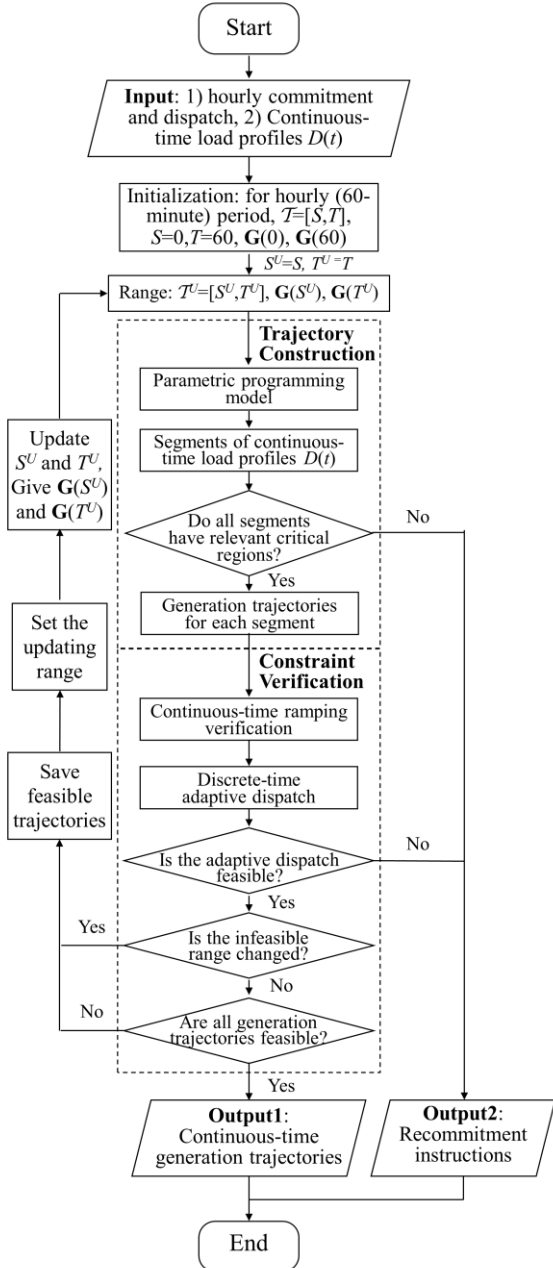 Start
Input: 1) hourly commitment
and dispatch, 2) Continuous-
time load profiles D(t)
Initialization: for hourly (60-
minute) period, 𝒯=[S,T],
S=0,T=60, G(0), G(60)
S^U=S, T^U=T
Range: 𝒯^U=[S^U,T^U], G(S^U), G(T^U)
Trajectory
Construction
Parametric programming
model
Segments of continuous-
time load profiles D(t)
Do all segments
have relevant critical
regions?
No
Yes
Generation trajectories
for each segment
Constraint
Verification
Continuous-time ramping
verification
Discrete-time
adaptive dispatch
Is the adaptive dispatch
feasible?
No
Yes
Is the infeasible
range changed?
Yes
No
Are all generation
trajectories feasible?
No
Yes
Update
S^U and T^U,
Give G(S^U)
and G(T^U)
Set the
updating
range
Save
feasible
trajectories
Output1:
Continuous-time
generation trajectories
Output2:
Recommitment
instructions
End